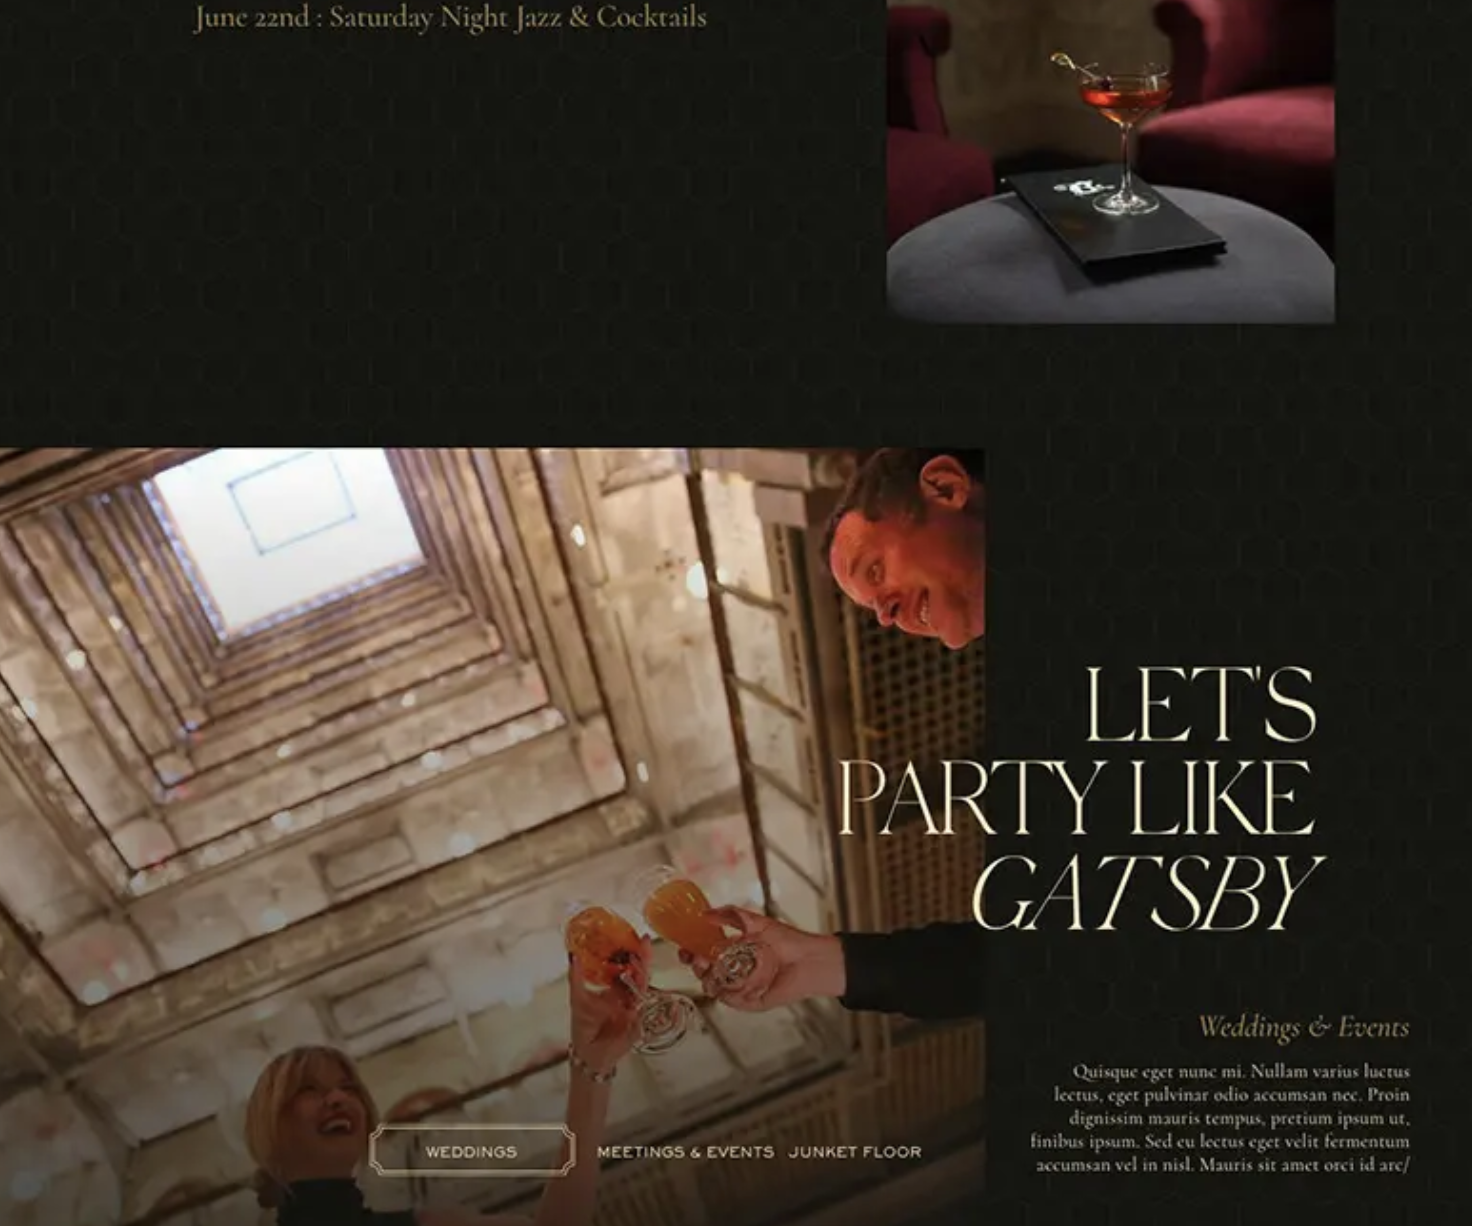 June 22nd : Saturday Night Jazz & Cocktails
LET'S
PARTY LIKE
GATSBY
Weddings & Events
Quisque eget nunc mi. Nullam varius luctus
lectus, eget pulvinar odio accumsan nec. Proin
dignissim mauris tempus, pretium ipsum ut,
finibus ipsum. Sed eu lectus eget velit fermentum
accumsan vel in nisl. Mauris sit amet orci id arc/
WEDDINGS
MEETINGS & EVENTS
JUNKET FLOOR